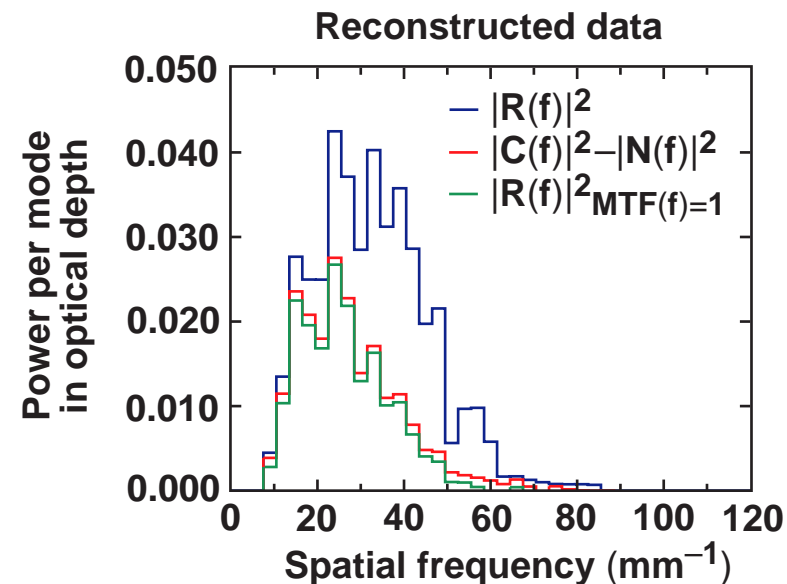 Reconstructed data
Power per mode
in optical depth
0.050
0.040
0.030
0.020
0.010
0.000
|R(f)|²
|C(f)|²–|N(f)|²
|R(f)|²MTF(f)=1
0 20 40 60 80 100 120
Spatial frequency (mm⁻¹)